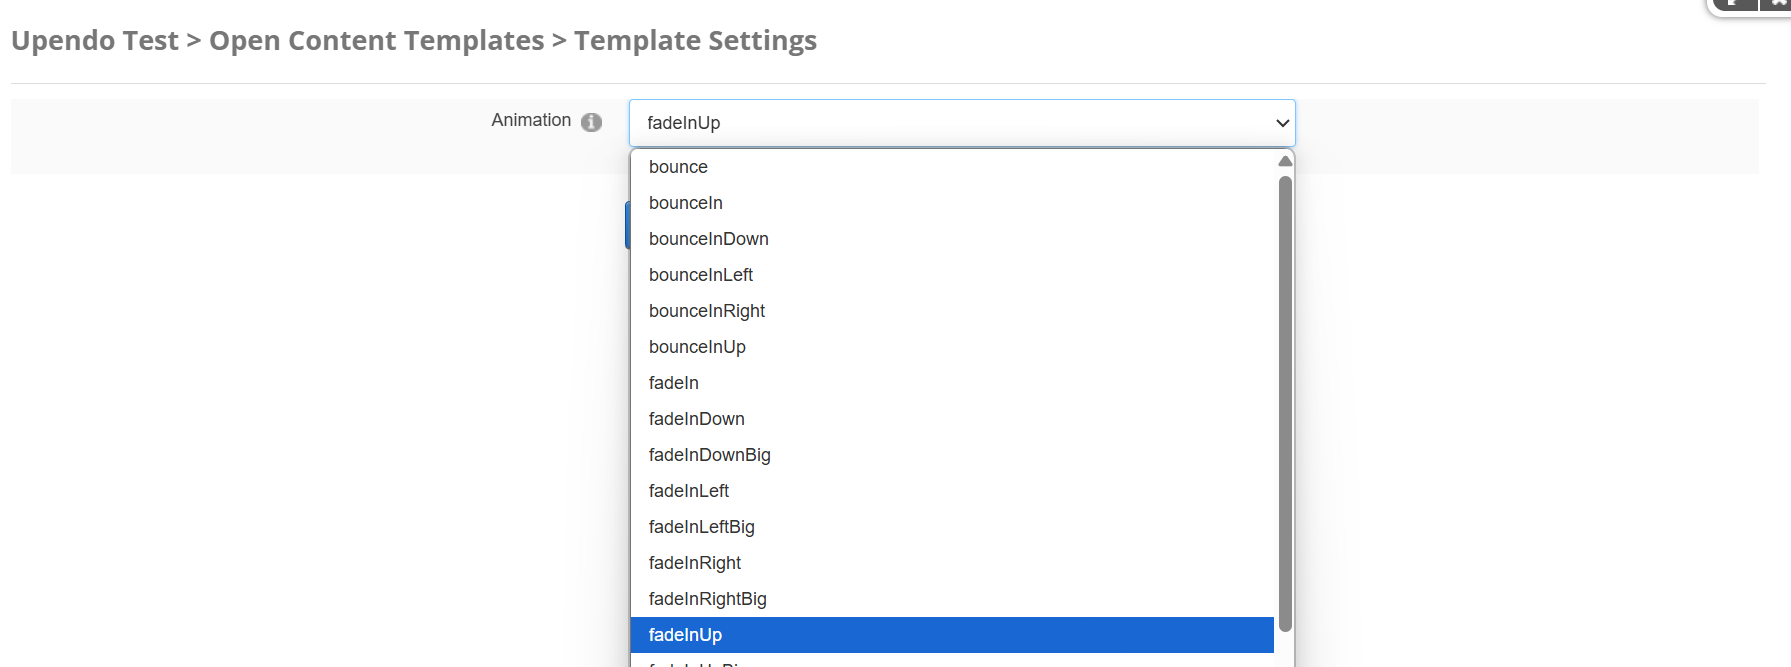 Upendo Test > Open Content Templates > Template Settings
Animation
fadeInUp
bounce
bounceIn
bounceInDown
bounceInLeft
bounceInRight
bounceInUp
fadeIn
fadeInDown
fadeInDownBig
fadeInLeft
fadeInLeftBig
fadeInRight
fadeInRightBig
fadeInUp